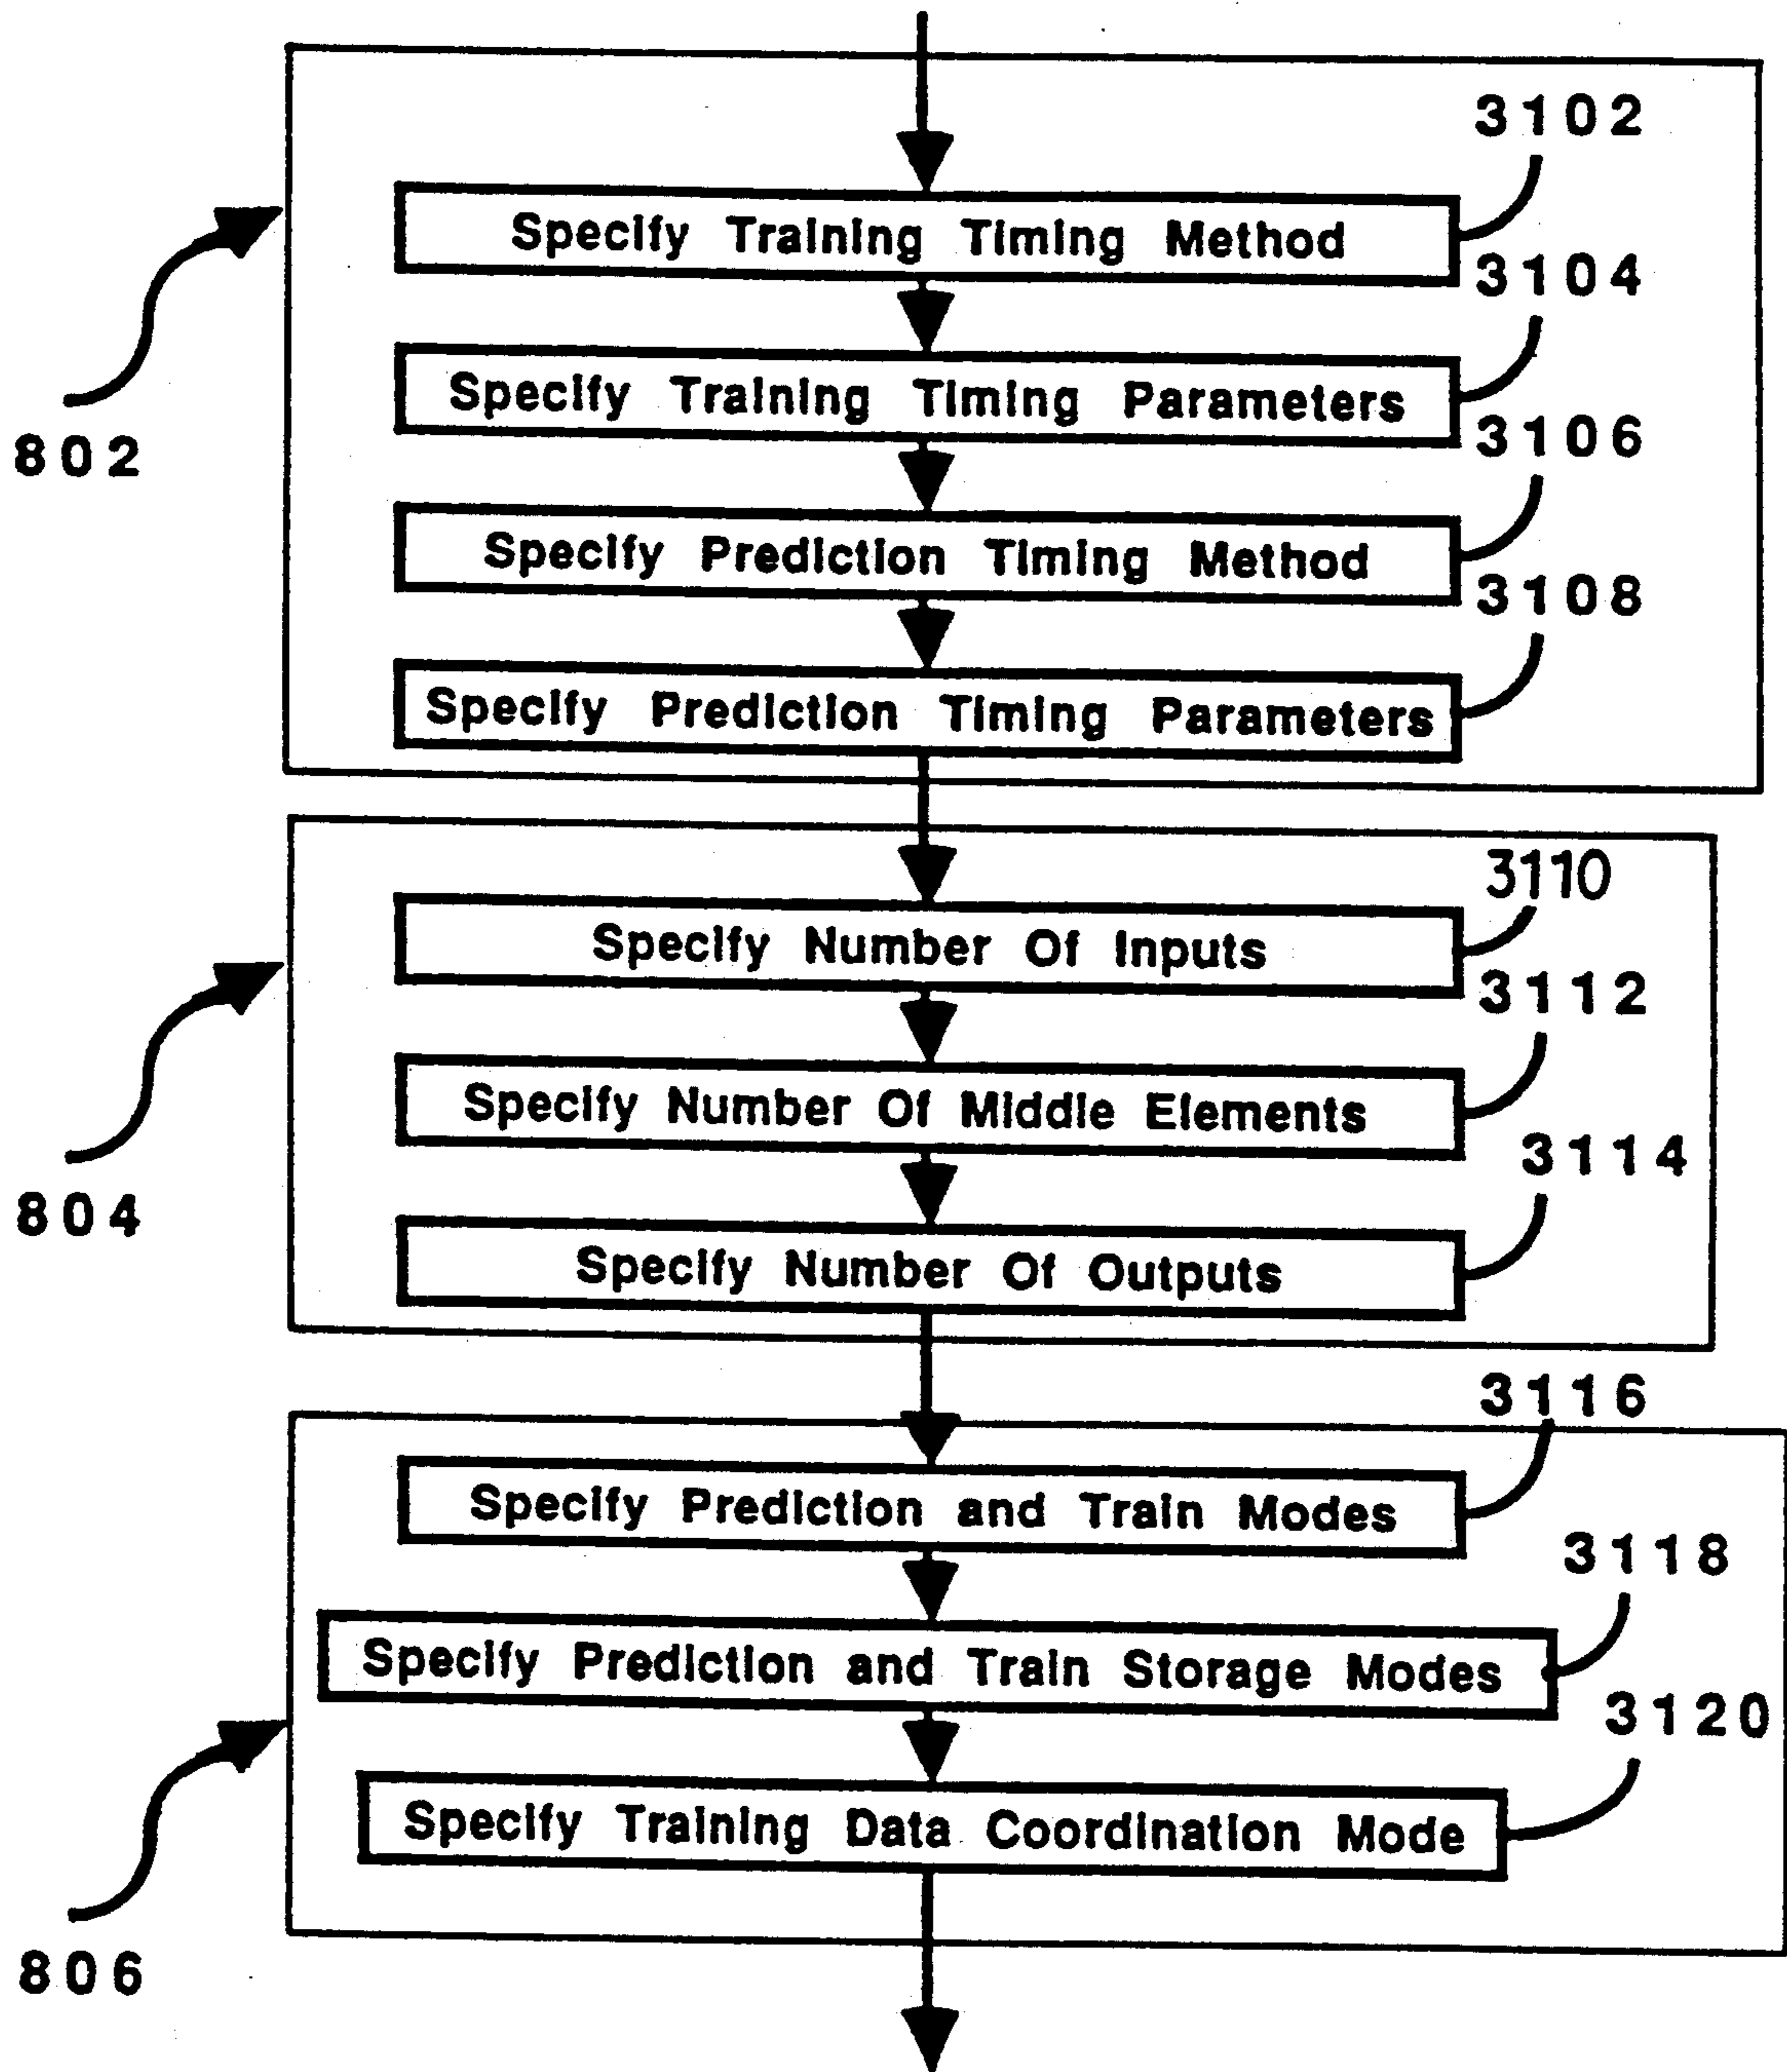 3102
Specify Training Timing Method
3104
Specify Training Timing Parameters
802
3106
Specify Prediction Timing Method
3108
Specify Prediction Timing Parameters
3110
Specify Number Of Inputs
3112
Specify Number Of Middle Elements
3114
804
Specify Number Of Outputs
3116
Specify Prediction and Train Modes
3118
Specify Prediction and Train Storage Modes
3120
Specify Training Data Coordination Mode
806